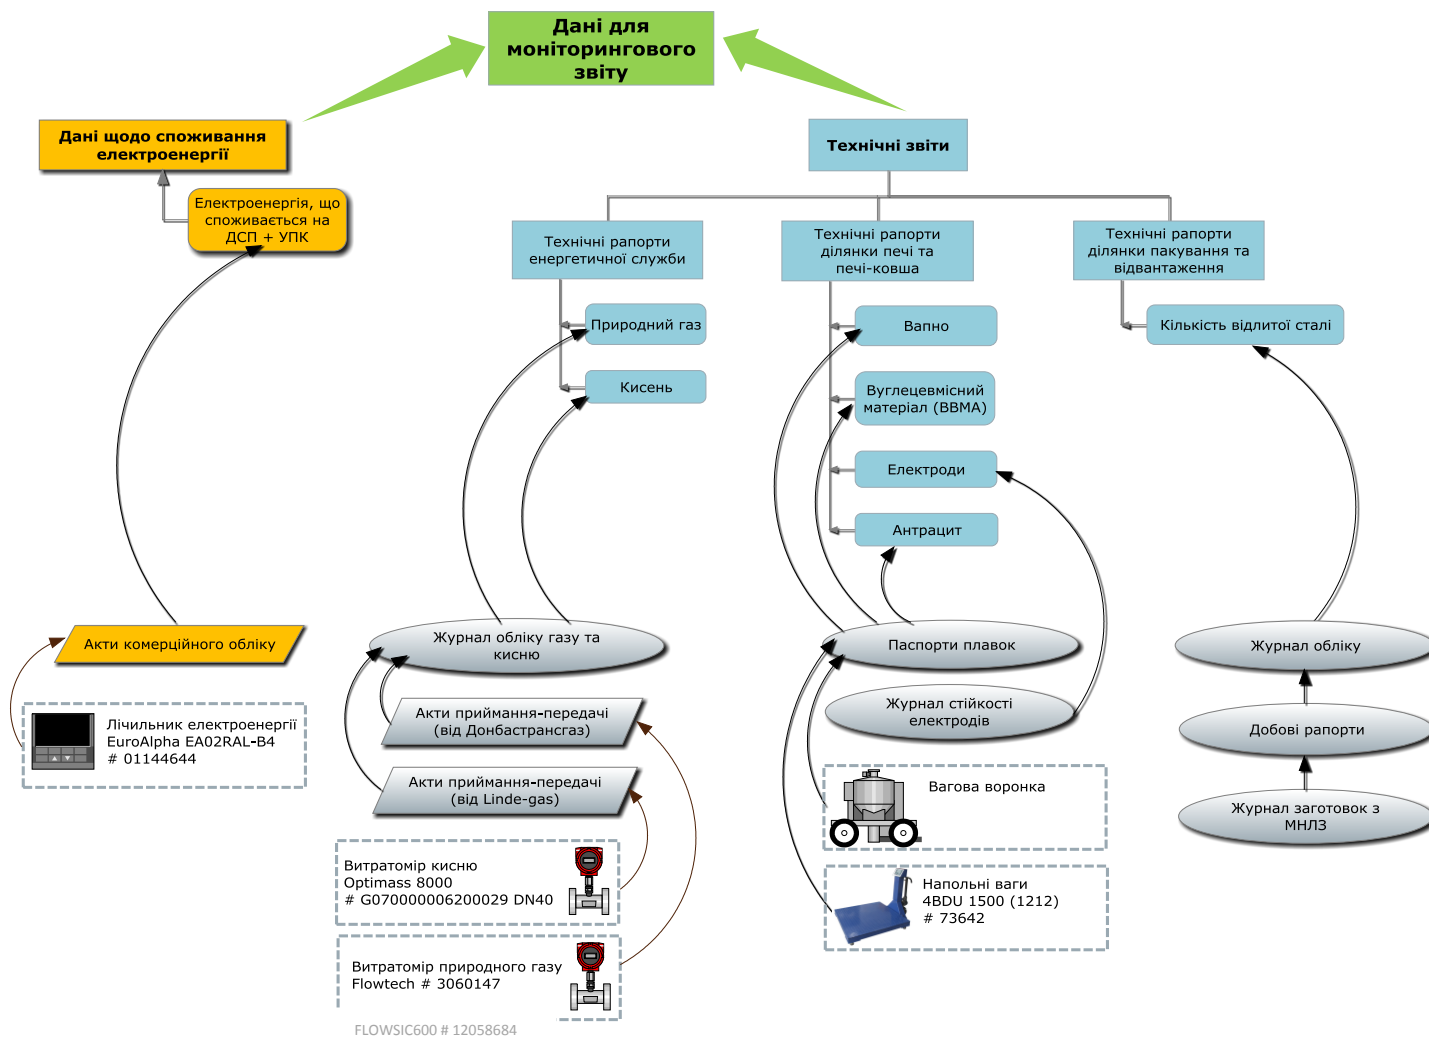 Дані для
моніторингового
звіту
Дані щодо споживання
електроенергії
Технічні звіти
Електроенергія, що
споживається на
ДСП + УПК
Технічні рапорти
енергетичної служби
Технічні рапорти
ділянки печі та
печі-ковша
Технічні рапорти
ділянки пакування та
відвантаження
Природний газ
Вапно
Кількість відлитої сталі
Кисень
Вуглецевмісний
матеріал (ВВМА)
Електроди
Антрацит
Акти комерційного обліку
Журнал обліку газу та
кисню
Паспорти плавок
Журнал обліку
Лічильник електроенергії
EuroAlpha EA02RAL-B4
# 01144644
Акти приймання-передачі
(від Донбастрансгаз)
Журнал стійкості
електродів
Добові рапорти
Акти приймання-передачі
(від Linde-gas)
Вагова воронка
Журнал заготовок з
МНЛЗ
Витратомір кисню
Optimass 8000
# G070000006200029 DN40
Напольні ваги
4BDU 1500 (1212)
# 73642
Витратомір природного газу
Flowtech # 3060147
FLOWSIC600 # 12058684